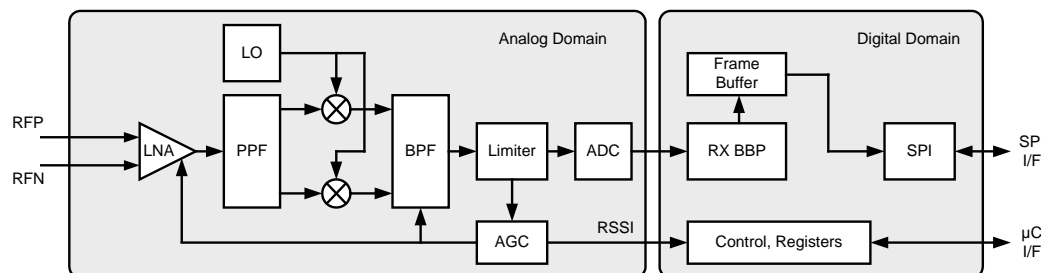 Analog Domain
Digital Domain
LO
Frame
Buffer
RFP
LNA
PPF
BPF
Limiter
ADC
RX BBP
SPI
SP
I/F
RFN
AGC
RSSI
Control, Registers
µC
I/F